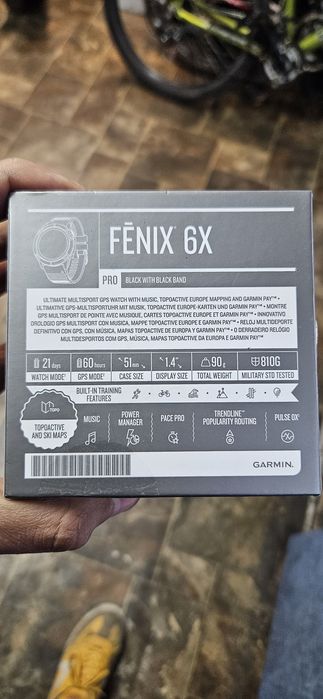 FĒNIX® 6X
PRO BLACK WITH BLACK BAND
ULTIMATE MULTISPORT GPS WATCH WITH MUSIC, TOPOACTIVE EUROPE MAPPING AND GARMIN PAY™ •
ULTIMATIVE GPS-MULTISPORTUHR MIT MUSIK, TOPOACTIVE EUROPE-KARTEN UND GARMIN PAY™ • MONTRE
GPS MULTISPORT DE POINTE AVEC MUSIQUE, CARTES TOPOACTIVE EUROPE ET GARMIN PAY™ • INNOVATIVO
OROLOGIO GPS MULTISPORT CON MUSICA, MAPPE TOPOACTIVE EUROPE E GARMIN PAY™ • RELOJ MULTIDEPORTE
DEFINITIVO CON GPS, CON MÚSICA, MAPAS TOPOACTIVE DE EUROPA Y GARMIN PAY™ • O DERRADEIRO RELÓGIO
MULTIDESPORTOS COM GPS, MÚSICA, MAPAS TOPOACTIVE DA EUROPA E GARMIN PAY™
21 days 60 hours 51 mm 1.4" 90 g 810G
WATCH MODE¹ GPS MODE¹ CASE SIZE DISPLAY SIZE TOTAL WEIGHT MILITARY STD TESTED
BUILT-IN TRAINING
FEATURES
TOPO
TOPOACTIVE
AND SKI MAPS
MUSIC POWER MANAGER PACE PRO TRENDLINE™ POPULARITY ROUTING PULSE OX²
GARMIN.